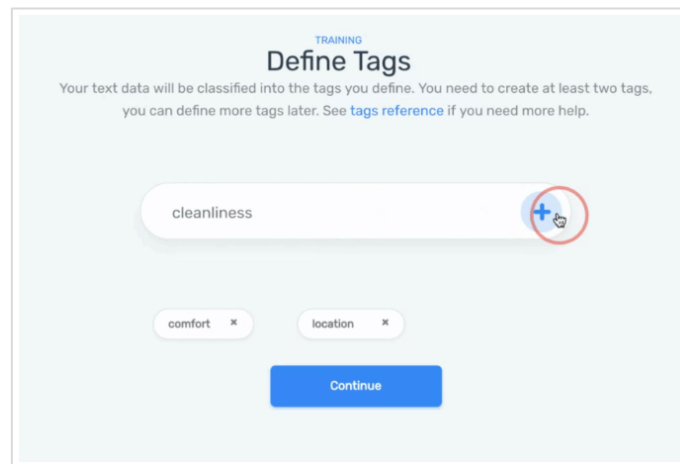 TRAINING
Define Tags
Your text data will be classified into the tags you define. You need to create at least two tags,
you can define more tags later. See tags reference if you need more help.
cleanliness
comfort
location
Continue